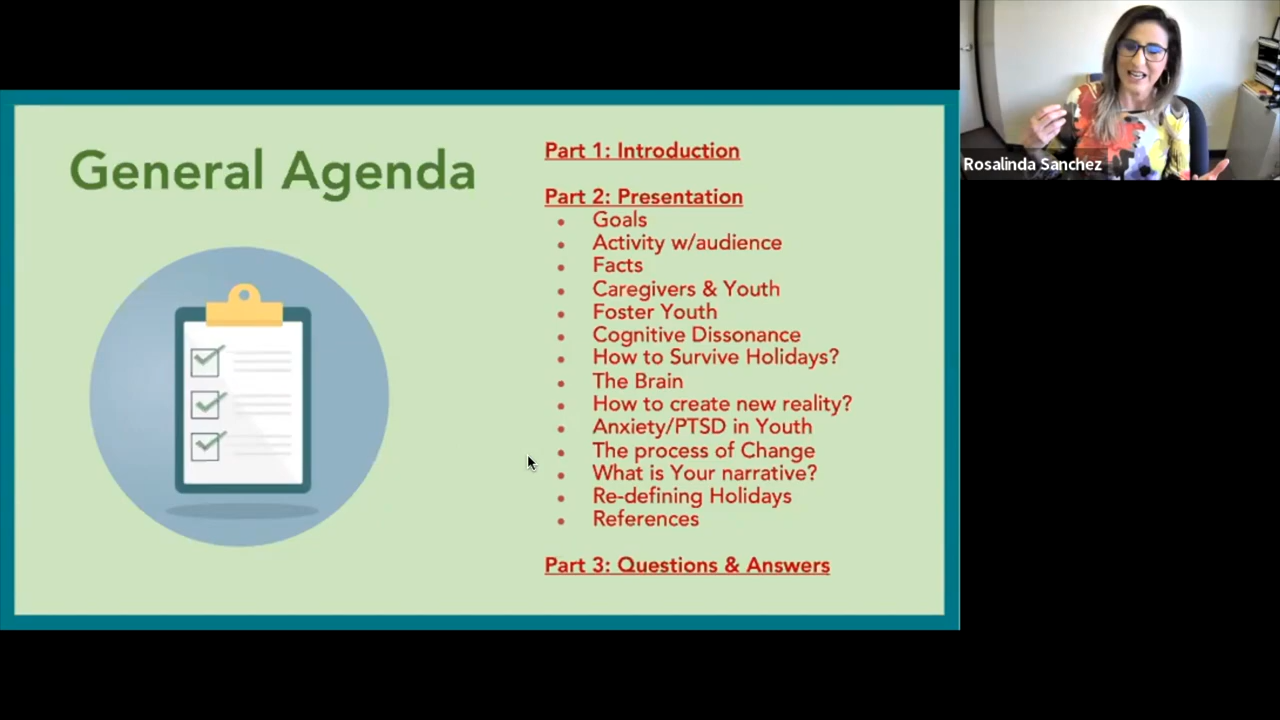 General Agenda
Part 1: Introduction
Part 2: Presentation
• Goals
• Activity w/audience
• Facts
• Caregivers & Youth
• Foster Youth
• Cognitive Dissonance
• How to Survive Holidays?
• The Brain
• How to create new reality?
• Anxiety/PTSD in Youth
• The process of Change
• What is Your narrative?
• Re-defining Holidays
• References
Part 3: Questions & Answers
Rosalinda Sanchez